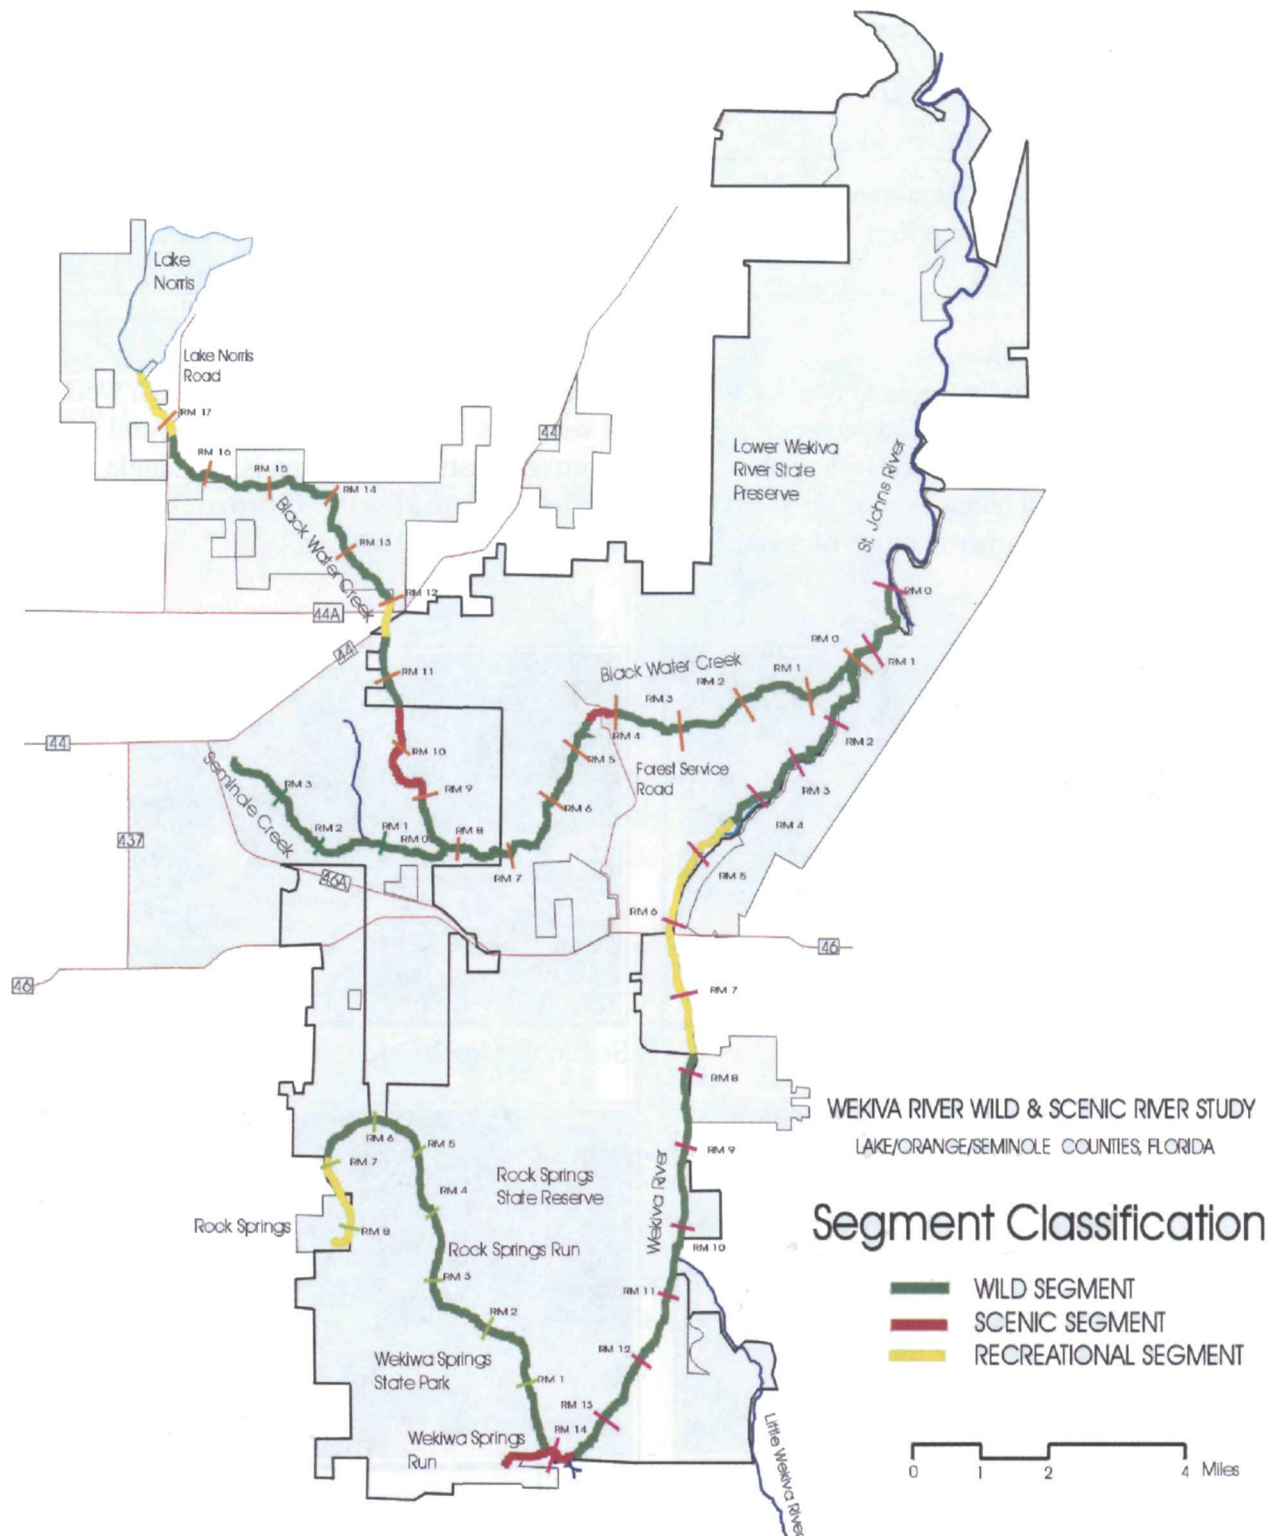 Lake
Norris
Lake Norris
Road
RM 17
RM 16
RM 15
RM 14
Black Water Creek
RM 13
RM 12
44
44A
44
RM 11
Lower Wekiva
River State
Preserve
St. Johns River
RM 0
RM 0
RM 1
Black Water Creek
RM 1
RM 2
RM 3
RM 4
RM 2
RM 5
Forest Service
Road
RM 3
RM 6
RM 4
44
RM 10
RM 9
Seminole Creek
RM 3
RM 2
RM 1
RM 0
RM 8
RM 7
437
46A
RM 5
RM 6
46
46
RM 7
RM 8
WEKIVA RIVER WILD & SCENIC RIVER STUDY
LAKE/ORANGE/SEMINOLE COUNTIES, FLORIDA
RM 6
RM 5
RM 7
RM 9
Wekiva River
Rock Springs
State Reserve
RM 4
Rock Springs
RM 8
Rock Springs Run
RM 10
Segment Classification
RM 3
RM 11
WILD SEGMENT
SCENIC SEGMENT
RECREATIONAL SEGMENT
RM 2
RM 12
Wekiwa Springs
State Park
RM 1
RM 13
RM 14
Wekiwa Springs
Run
Little Wekiva River
0 1 2 4 Miles